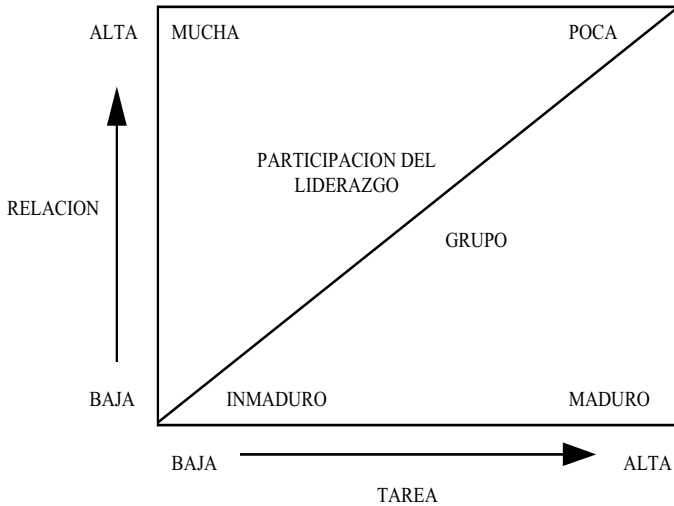 ALTA MUCHA POCA
PARTICIPACION DEL
LIDERAZGO
RELACION
GRUPO
BAJA INMADURO MADURO
BAJA ALTA
TAREA